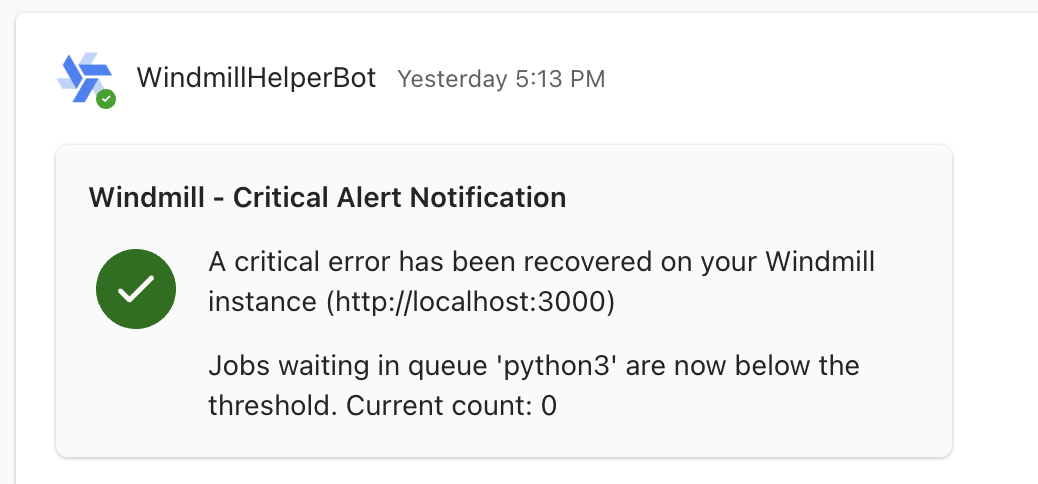 WindmillHelperBot Yesterday 5:13 PM
Windmill - Critical Alert Notification
A critical error has been recovered on your Windmill
instance (http://localhost:3000)
Jobs waiting in queue 'python3' are now below the
threshold. Current count: 0